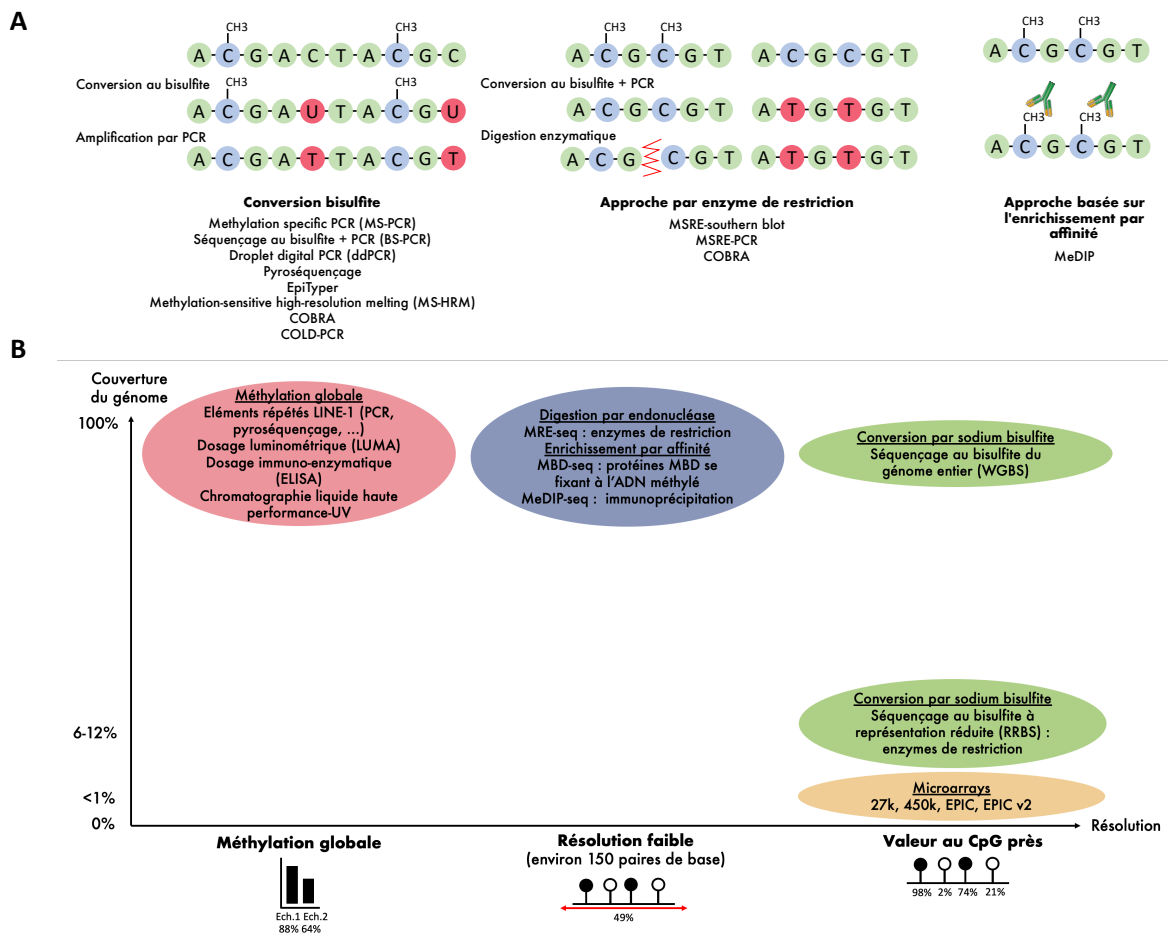 A
CH3 CH3
A C G A C T A C G C
Conversion au bisulfite
CH3 CH3
A C G A U T A C G U
Amplification par PCR
A C G A T T A C G T
Conversion bisulfite
Methylation specific PCR (MS-PCR)
Séquençage au bisulfite + PCR (BS-PCR)
Droplet digital PCR (ddPCR)
Pyroséquençage
EpiTyper
Methylation-sensitive high-resolution melting (MS-HRM)
COBRA
COLD-PCR
CH3 CH3
A C G C G T A C G C G T
Conversion au bisulfite + PCR
A C G C G T A T G T G T
Digestion enzymatique
A C G C G T A T G T G T
Approche par enzyme de restriction
MSRE-southern blot
MSRE-PCR
COBRA
CH3 CH3
A C G C G T
CH3 CH3
A C G C G T
Approche basée sur
l'enrichissement par
affinité
MeDIP
B
Couverture
du génome
100%
6-12%
<1%
0%
Méthylation globale
Eléments répétés LINE-1 (PCR,
pyroséquençage, ...)
Dosage luminométrique (LUMA)
Dosage immuno-enzymatique
(ELISA)
Chromatographie liquide haute
performance-UV
Digestion par endonucléase
MRE-seq : enzymes de restriction
Enrichissement par affinité
MBD-seq : protéines MBD se
fixant à l'ADN méthylé
MeDIP-seq : immunoprécipitation
Conversion par sodium bisulfite
Séquençage au bisulfite du
génome entier (WGBS)
Conversion par sodium bisulfite
Séquençage au bisulfite à
représentation réduite (RRBS) :
enzymes de restriction
Microarrays
27k, 450k, EPIC, EPIC v2
Résolution
Méthylation globale
Ech.1 Ech.2
88% 64%
Résolution faible
(environ 150 paires de base)
49%
Valeur au CpG près
98% 2% 74% 21%